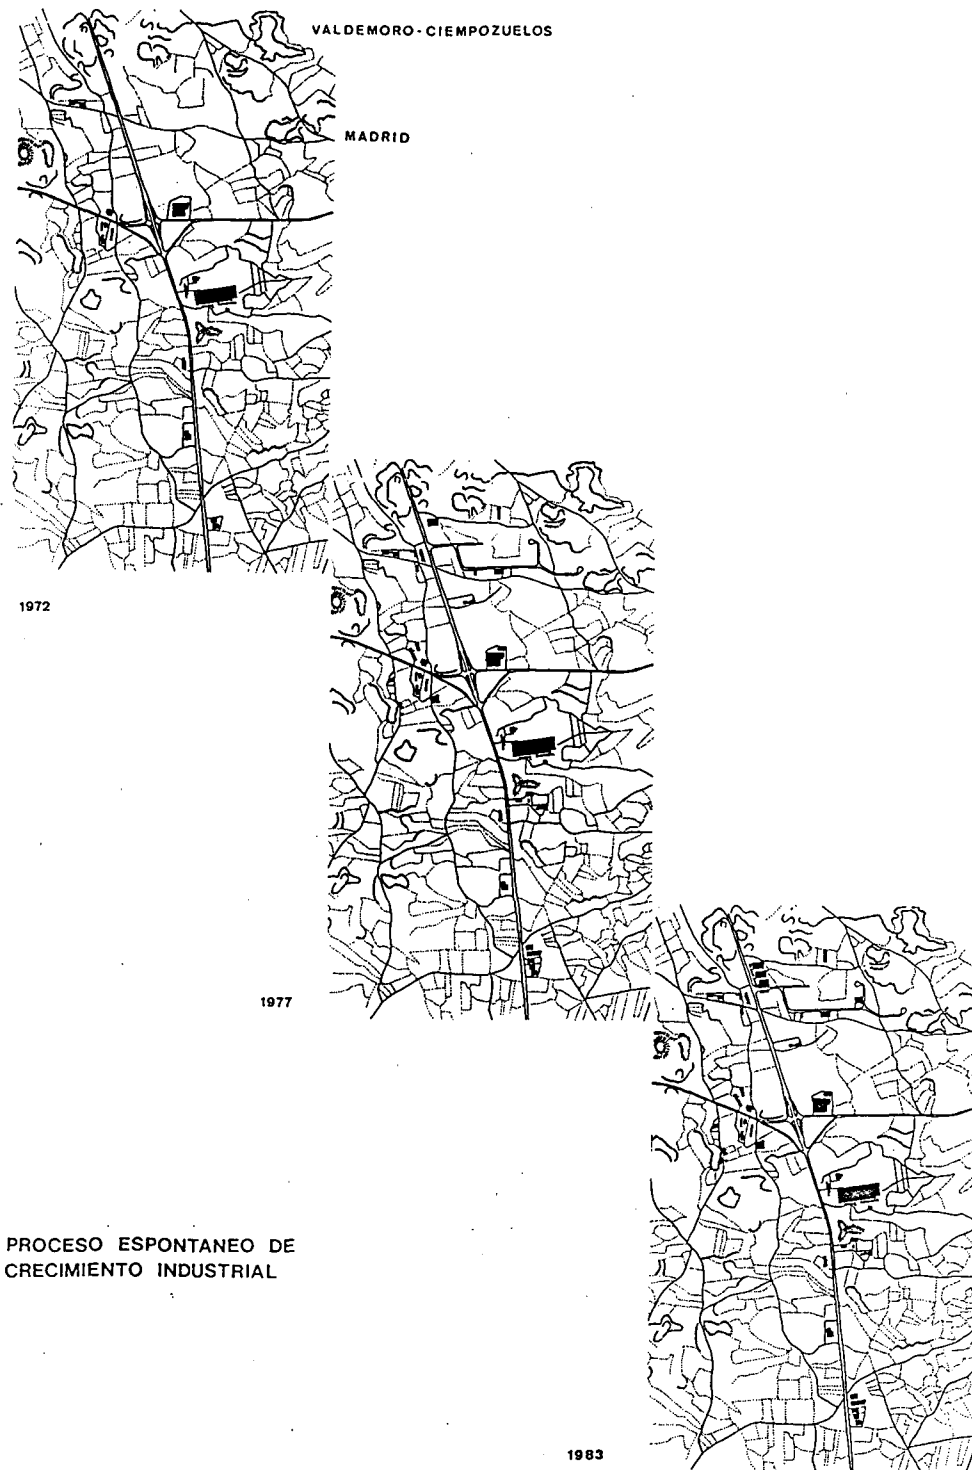 VALDEMORO-CIEMPOZUELOS
MADRID
1972
1977
PROCESO ESPONTANEO DE
CRECIMIENTO INDUSTRIAL
1983